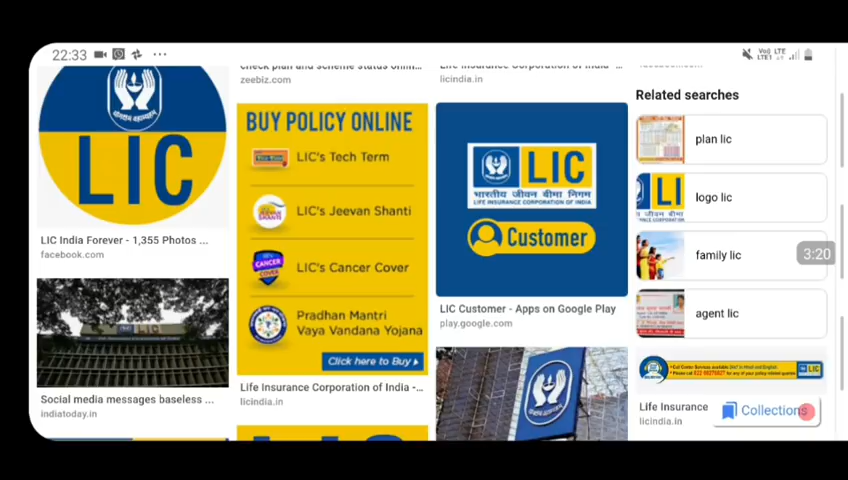 22:33
Check plan and scheme status onlin...
zeebiz.com
Life Insurance Corporation of India - ...
licindia.in
Related searches
plan lic
logo lic
family lic
agent lic
3:20
LIC
LIC India Forever - 1,355 Photos ...
facebook.com
BUY POLICY ONLINE
LIC's Tech Term
LIC's Jeevan Shanti
LIC's Cancer Cover
Pradhan Mantri
Vaya Vandana Yojana
Click here to Buy
Life Insurance Corporation of India -...
licindia.in
LIC
भारतीय जीवन बीमा निगम
LIFE INSURANCE CORPORATION OF INDIA
Customer
LIC Customer - Apps on Google Play
play.google.com
LIC
Social media messages baseless ...
indiatoday.in
Life Insurance
licindia.in
Collections